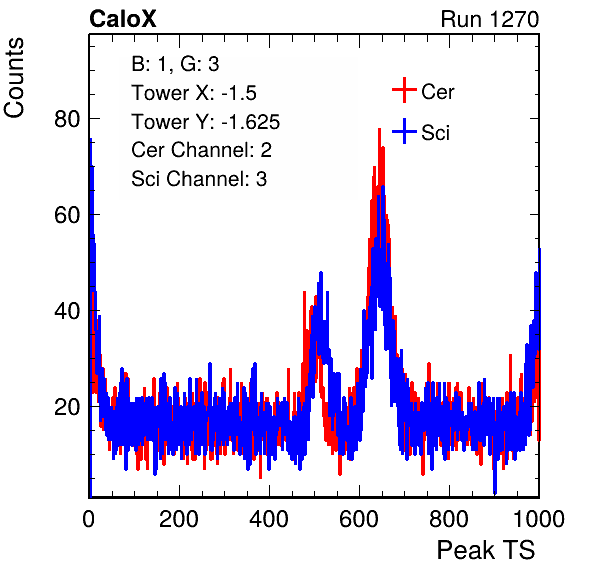 CaloX Run 1270
Counts
B: 1, G: 3
Tower X: -1.5
Tower Y: -1.625
Cer Channel: 2
Sci Channel: 3
Cer
Sci
80
60
40
20
0 200 400 600 800 1000
Peak TS